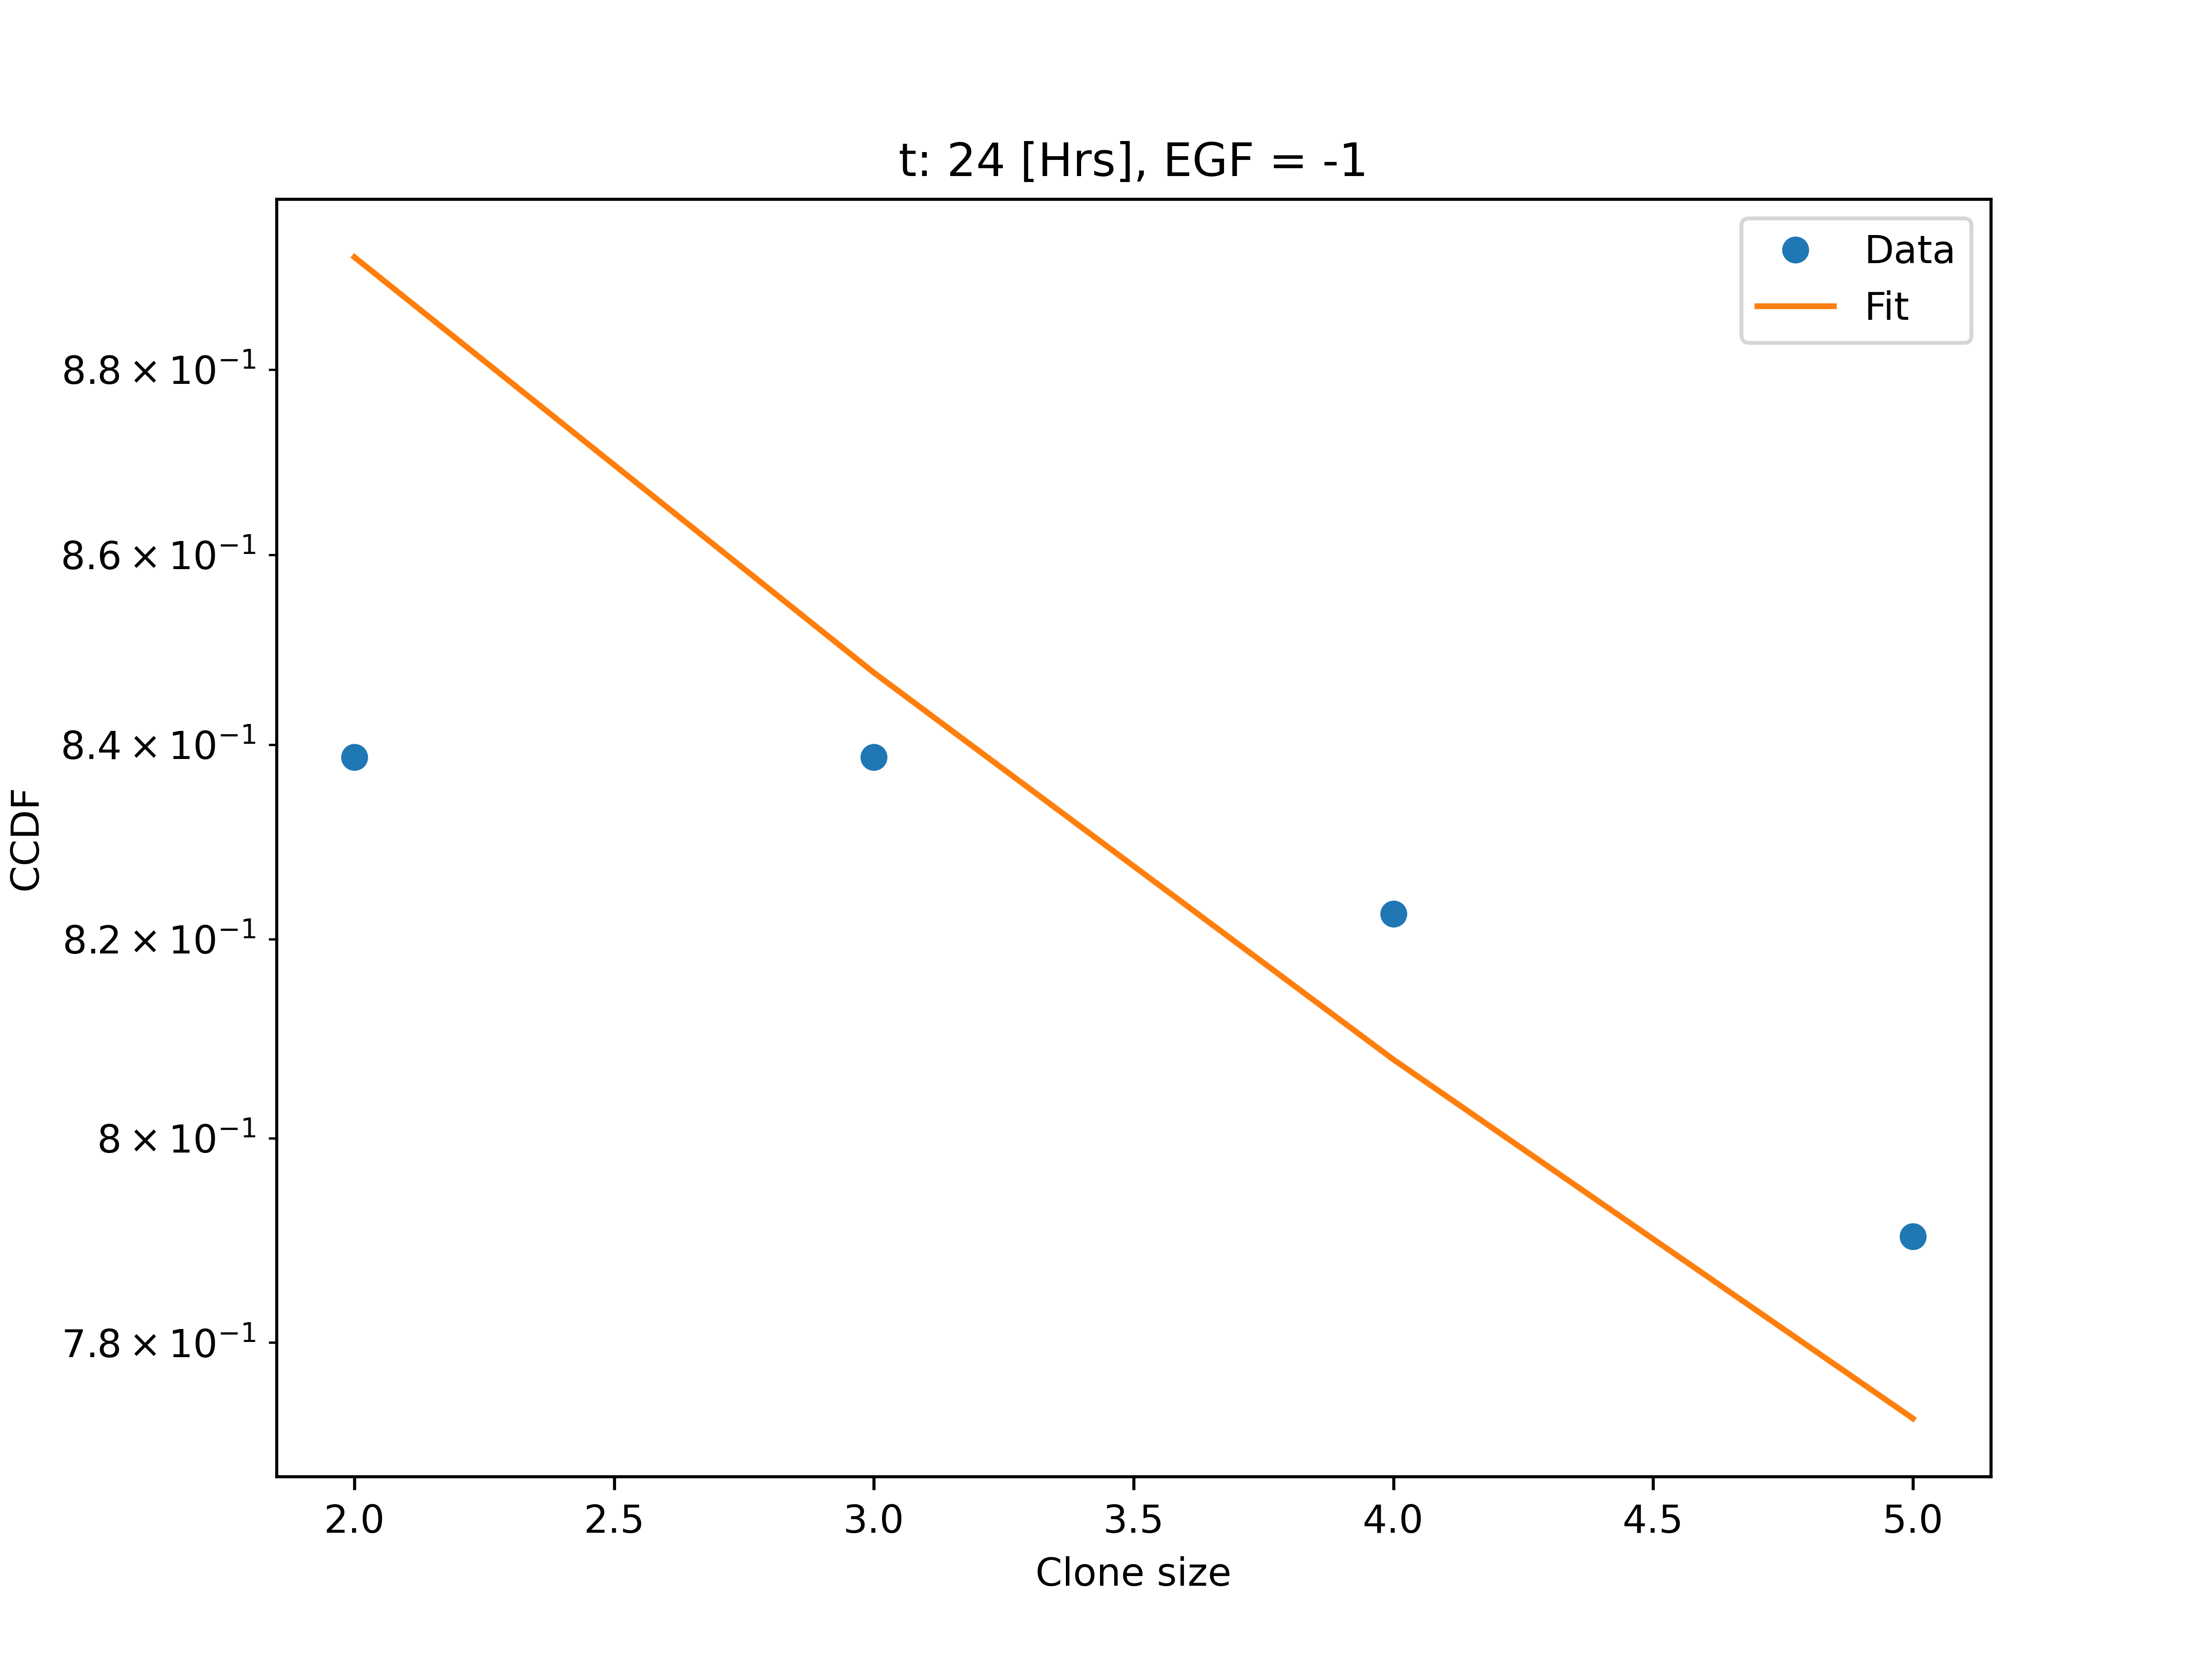 t: 24 [Hrs], EGF = -1
Data
Fit
8.8 × 10⁻¹
8.6 × 10⁻¹
8.4 × 10⁻¹
8.2 × 10⁻¹
8 × 10⁻¹
7.8 × 10⁻¹
CCDF
2.0 2.5 3.0 3.5 4.0 4.5 5.0
Clone size